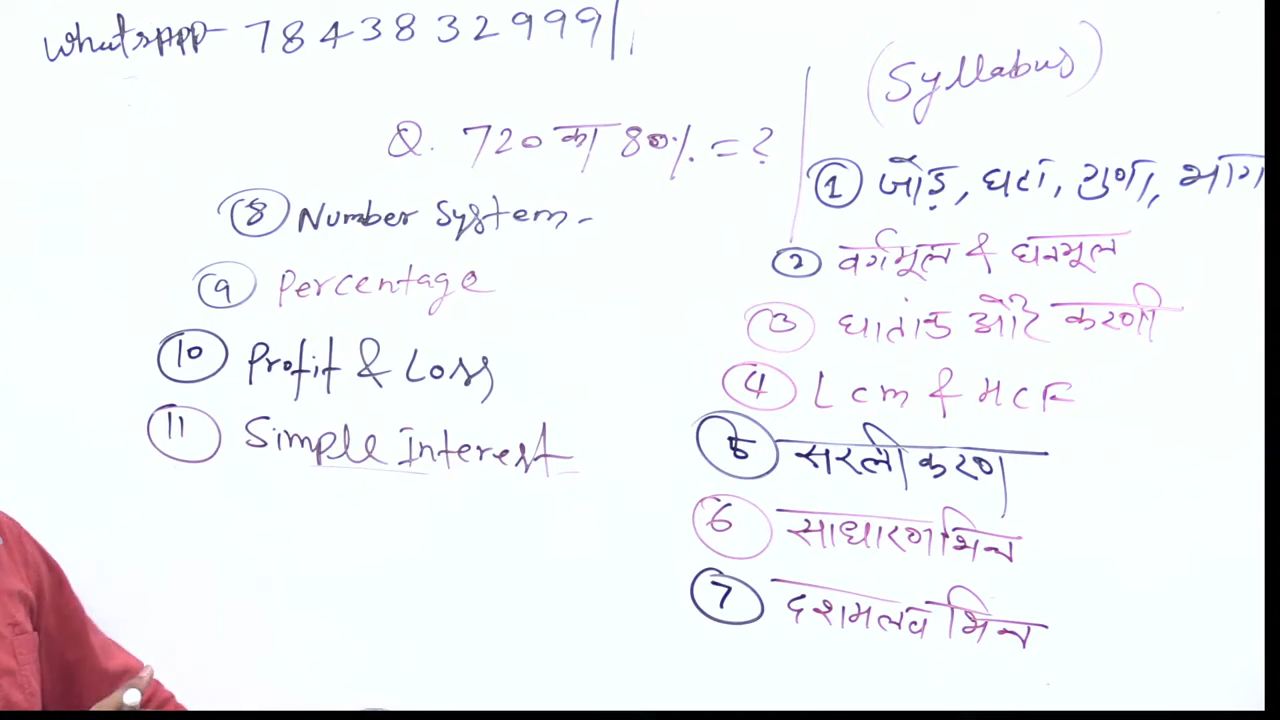 Whatsapp - 7843832999
(Syllabus)
Q. 720 का 80% = ?
① जोड़, घटा, गुणा, भाग
② वर्गमूल & घनमूल
③ घातांक और करणी
④ Lcm & HCF
⑤ सरलीकरण
⑥ साधारण भिन्न
⑦ दशमलव भिन्न
⑧ Number System -
⑨ Percentage
⑩ Profit & Loss
⑪ Simple Interest